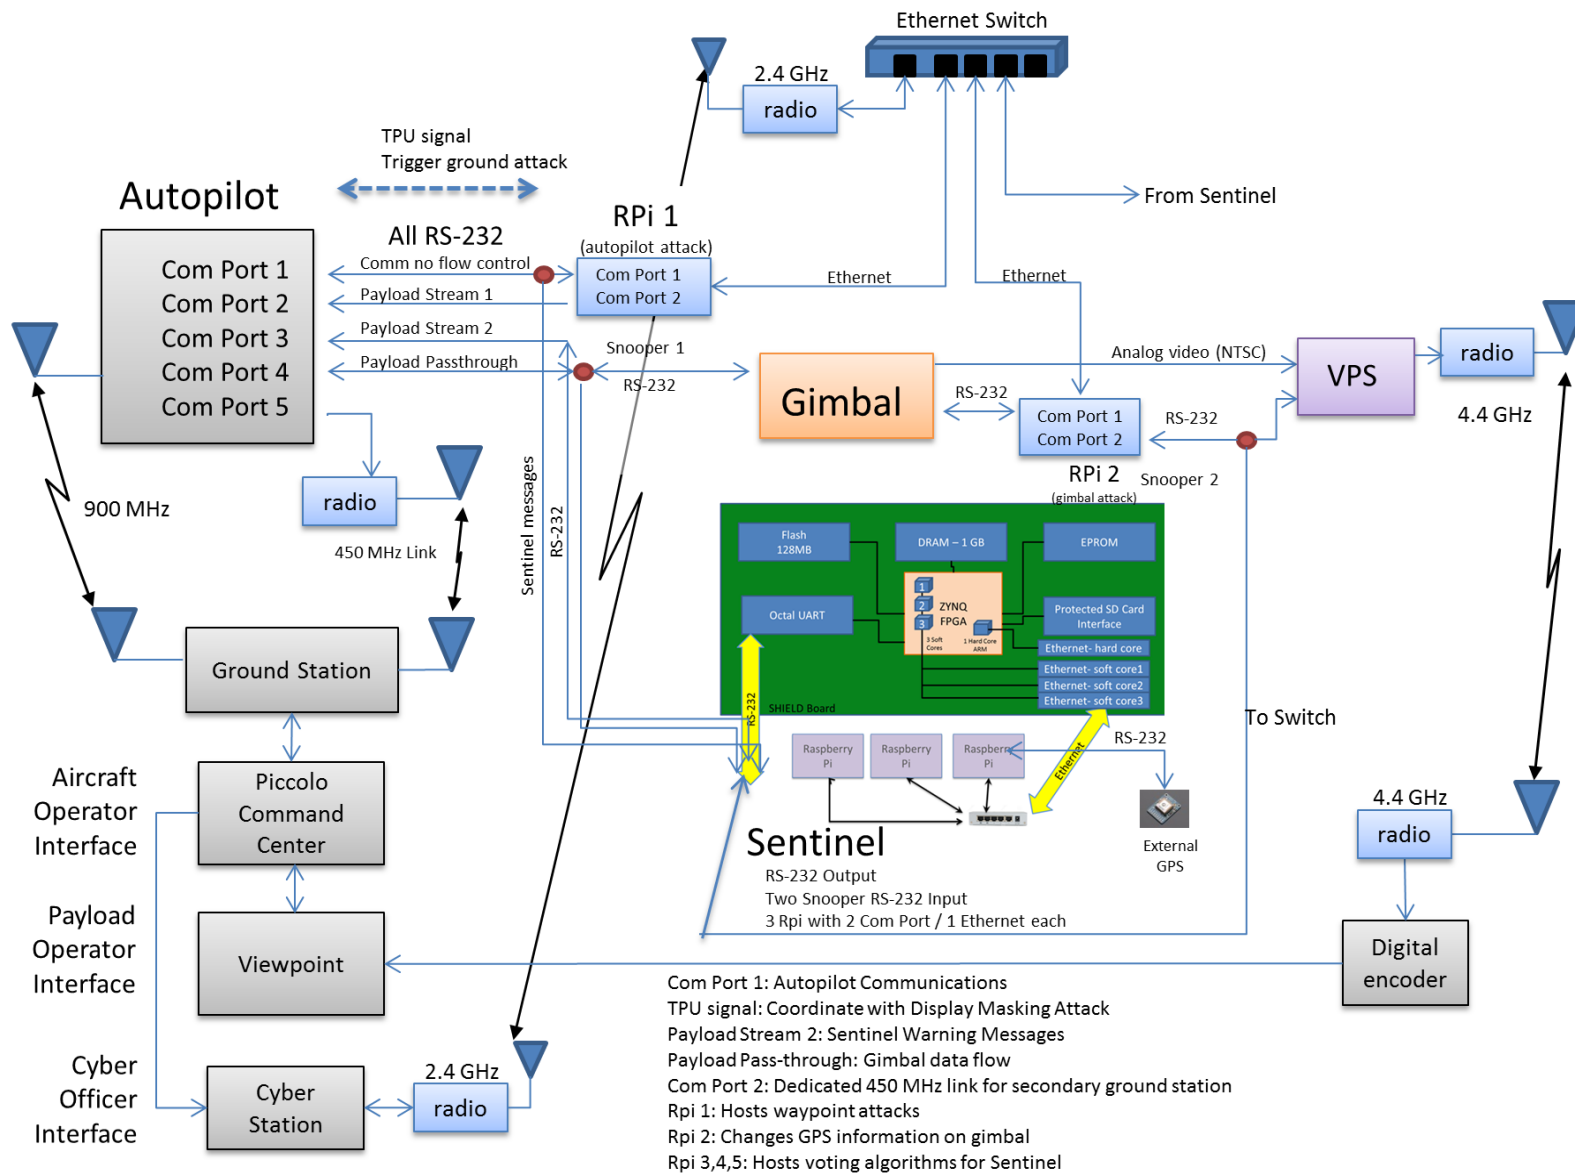 Ethernet Switch
2.4 GHz
radio
TPU signal
Trigger ground attack
From Sentinel
Autopilot
RPi 1
(autopilot attack)
All RS-232
Com Port 1
Com Port 2
Com Port 3
Com Port 4
Com Port 5
Comm no flow control
Payload Stream 1
Payload Stream 2
Payload Passthrough
Com Port 1
Com Port 2
Ethernet
Ethernet
Snooper 1
RS-232
Gimbal
Analog video (NTSC)
VPS
radio
4.4 GHz
RS-232
Com Port 1
Com Port 2
RS-232
RPi 2
(gimbal attack)
Snooper 2
900 MHz
radio
450 MHz Link
Sentinel messages
RS-232
Flash
128MB
DRAM – 1 GB
EPROM
Octal UART
1
2
3
ZYNQ
FPGA
3 Soft
Cores
1 Hard Core
ARM
Protected SD Card
Interface
Ethernet- hard core
Ethernet- soft core1
Ethernet- soft core2
Ethernet- soft core3
SHIELD Board
RS-232
Ethernet
To Switch
RS-232
Raspberry
Pi
Raspberry
Pi
Raspberry
Pi
External
GPS
Sentinel
RS-232 Output
Two Snooper RS-232 Input
3 Rpi with 2 Com Port / 1 Ethernet each
Ground Station
Aircraft
Operator
Interface
Piccolo
Command
Center
Payload
Operator
Interface
Viewpoint
4.4 GHz
radio
Digital
encoder
Cyber
Officer
Interface
Cyber
Station
2.4 GHz
radio
Com Port 1: Autopilot Communications
TPU signal: Coordinate with Display Masking Attack
Payload Stream 2: Sentinel Warning Messages
Payload Pass-through: Gimbal data flow
Com Port 2: Dedicated 450 MHz link for secondary ground station
Rpi 1: Hosts waypoint attacks
Rpi 2: Changes GPS information on gimbal
Rpi 3,4,5: Hosts voting algorithms for Sentinel